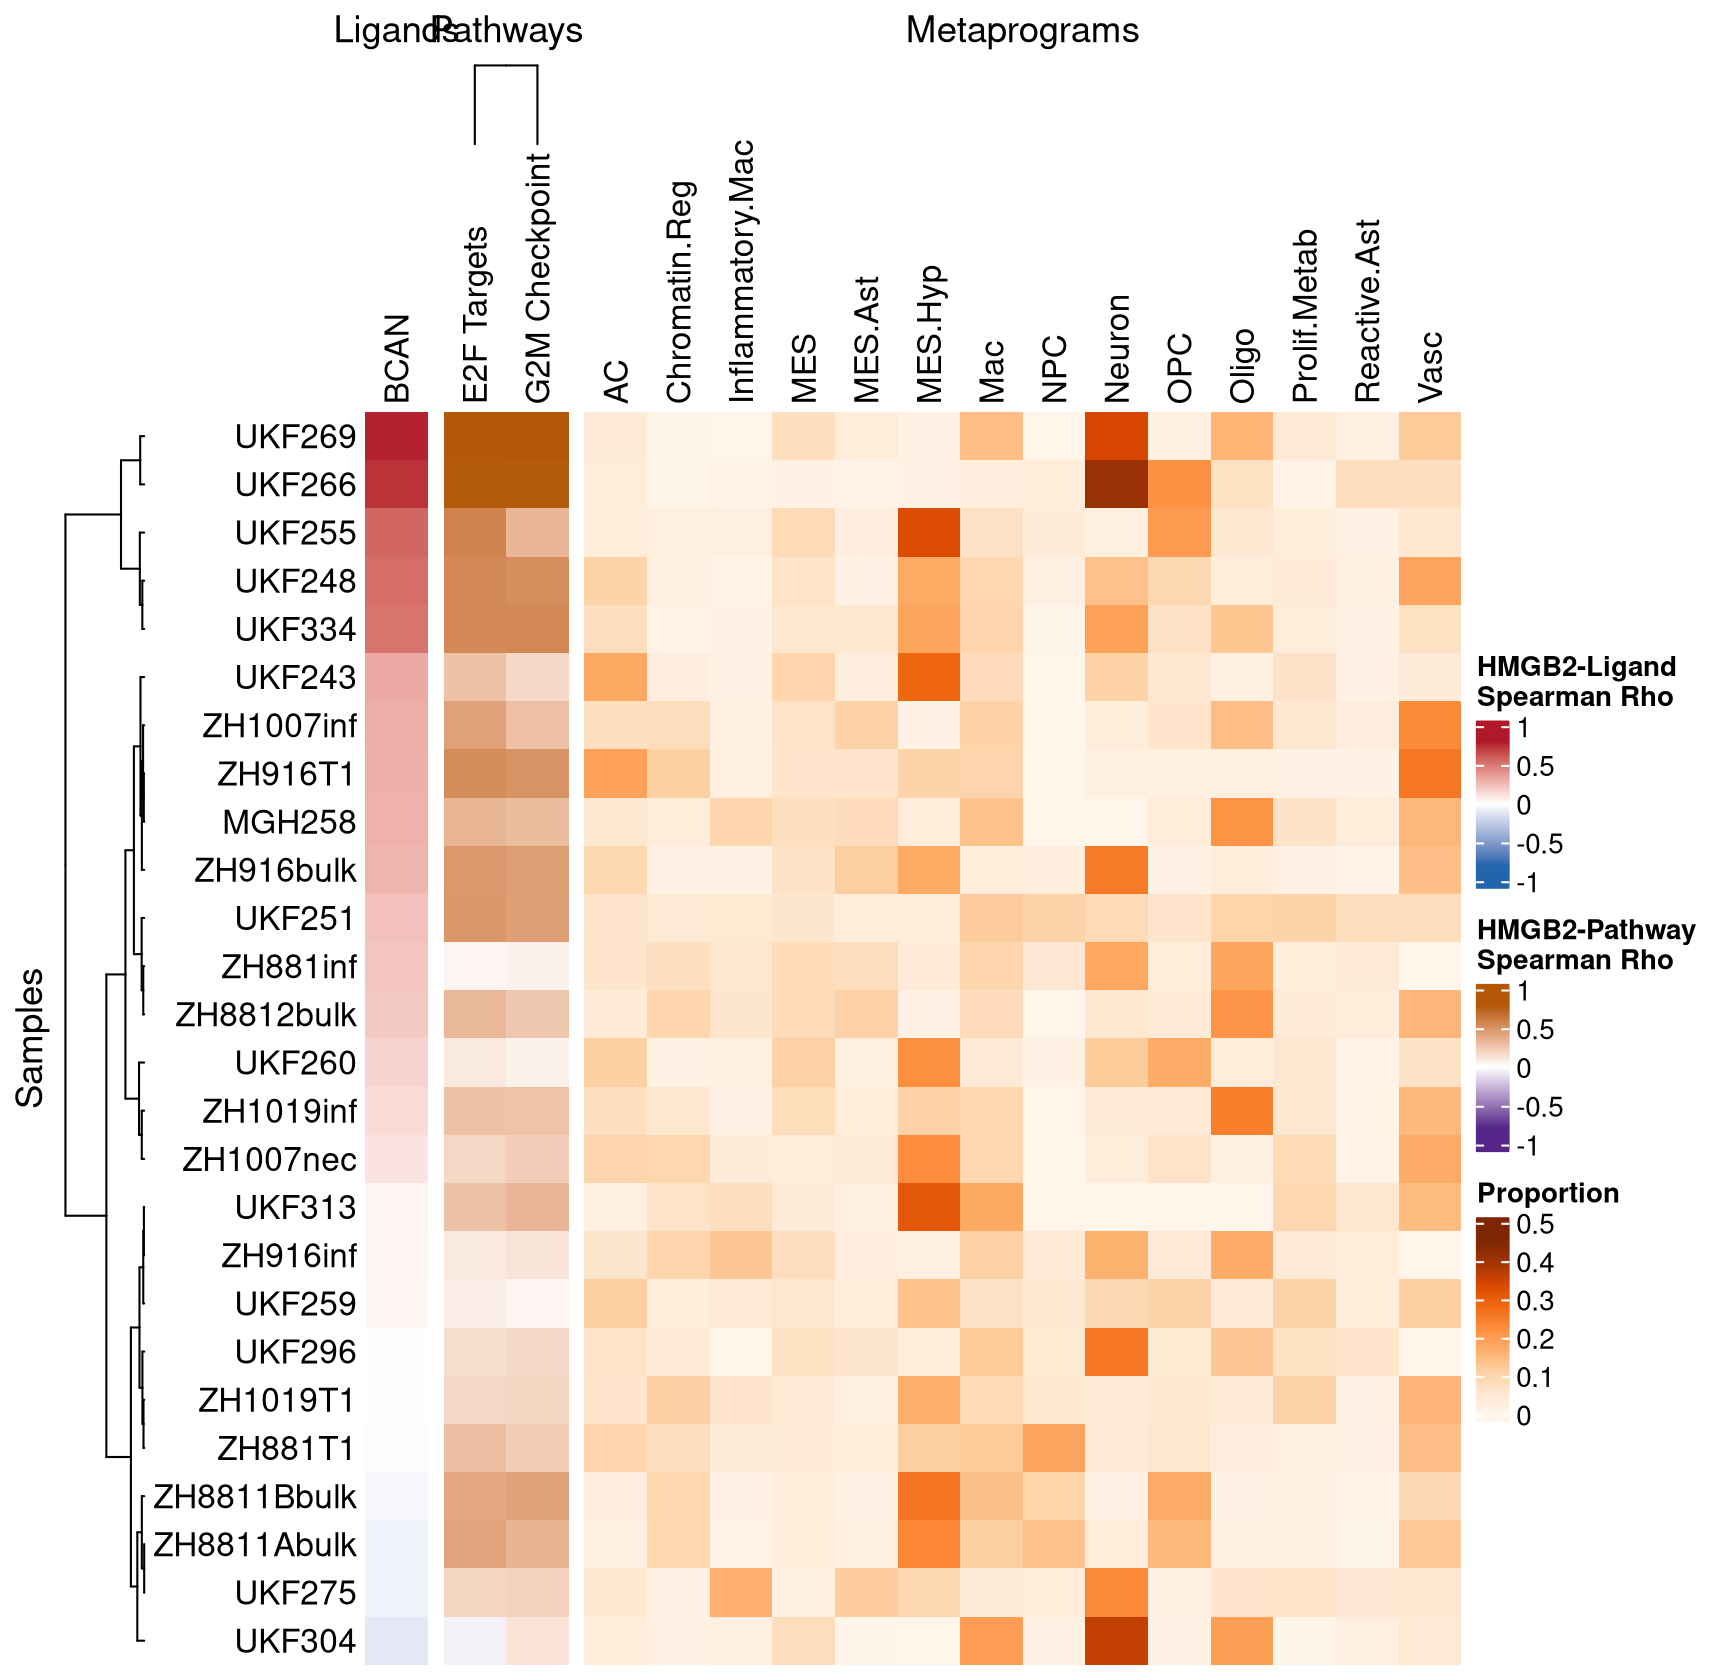 Ligands
Pathways
Metaprograms
BCAN
E2F Targets
G2M Checkpoint
AC
Chromatin.Reg
Inflammatory.Mac
MES
MES.Ast
MES.Hyp
Mac
NPC
Neuron
OPC
Oligo
Prolif.Metab
Reactive.Ast
Vasc
Samples
UKF269
UKF266
UKF255
UKF248
UKF334
UKF243
ZH1007inf
ZH916T1
MGH258
ZH916bulk
UKF251
ZH881inf
ZH8812bulk
UKF260
ZH1019inf
ZH1007nec
UKF313
ZH916inf
UKF259
UKF296
ZH1019T1
ZH881T1
ZH8811Bbulk
ZH8811Abulk
UKF275
UKF304
HMGB2-Ligand
Spearman Rho
1
0.5
0
-0.5
-1
HMGB2-Pathway
Spearman Rho
1
0.5
0
-0.5
-1
Proportion
0.5
0.4
0.3
0.2
0.1
0